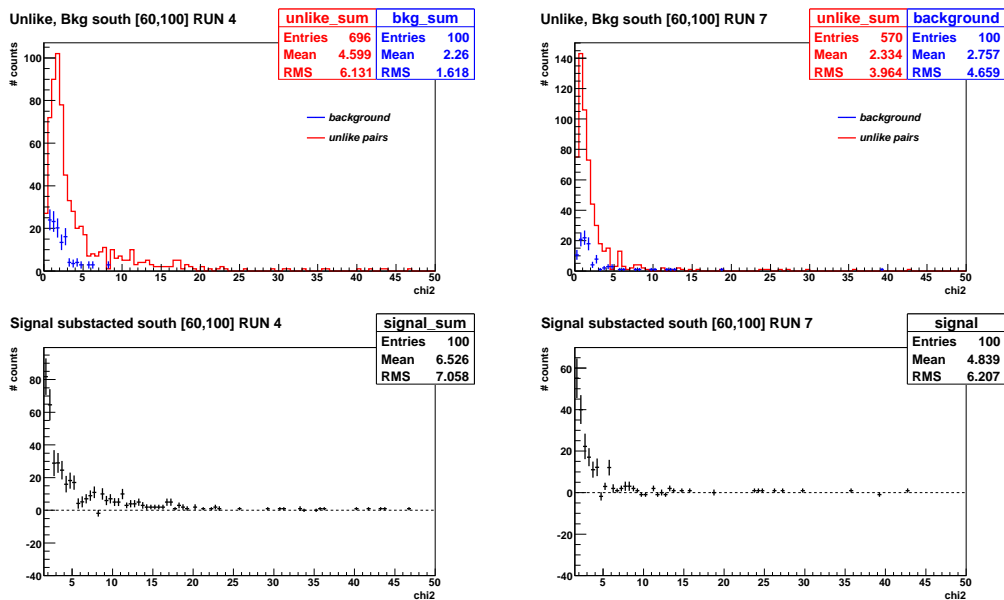 Unlike, Bkg south [60,100] RUN 4
unlike_sum
Entries 696
Mean 4.599
RMS 6.131
bkg_sum
Entries 100
Mean 2.26
RMS 1.618
# counts
100
80
60
40
20
0
background
unlike pairs
0 5 10 15 20 25 30 35 40 45 50
chi2
Unlike, Bkg south [60,100] RUN 7
unlike_sum
Entries 570
Mean 2.334
RMS 3.964
background
Entries 100
Mean 2.757
RMS 4.659
# counts
140
120
100
80
60
40
20
0
background
unlike pairs
0 5 10 15 20 25 30 35 40 45 50
chi2
Signal substacted south [60,100] RUN 4
signal_sum
Entries 100
Mean 6.526
RMS 7.058
# counts
80
60
40
20
0
-20
-40
5 10 15 20 25 30 35 40 45 50
chi2
Signal substacted south [60,100] RUN 7
signal
Entries 100
Mean 4.839
RMS 6.207
# counts
60
40
20
0
-20
-40
5 10 15 20 25 30 35 40 45 50
chi2